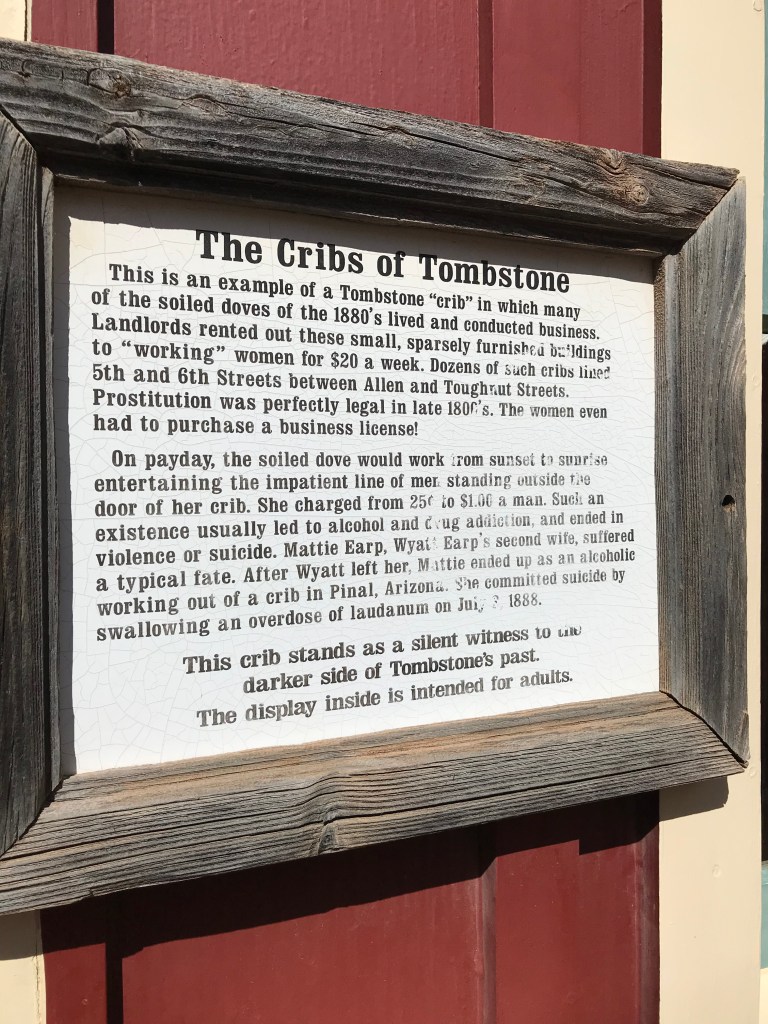 The Cribs of Tombstone
This is an example of a Tombstone "crib" in which many
of the soiled doves of the 1880's lived and conducted business.
Landlords rented out these small, sparsely furnished buildings
to "working" women for $20 a week. Dozens of such cribs lined
5th and 6th Streets between Allen and Toughnut Streets.
Prostitution was perfectly legal in late 1800's. The women even
had to purchase a business license!
On payday, the soiled dove would work from sunset to sunrise
entertaining the impatient line of men standing outside the
door of her crib. She charged from 25¢ to $1.00 a man. Such an
existence usually led to alcohol and drug addiction, and ended in
violence or suicide. Mattie Earp, Wyatt Earp's second wife, suffered
a typical fate. After Wyatt left her, Mattie ended up as an alcoholic
working out of a crib in Pinal, Arizona. She committed suicide by
swallowing an overdose of laudanum on July 3, 1888.
This crib stands as a silent witness to the
darker side of Tombstone's past.
The display inside is intended for adults.